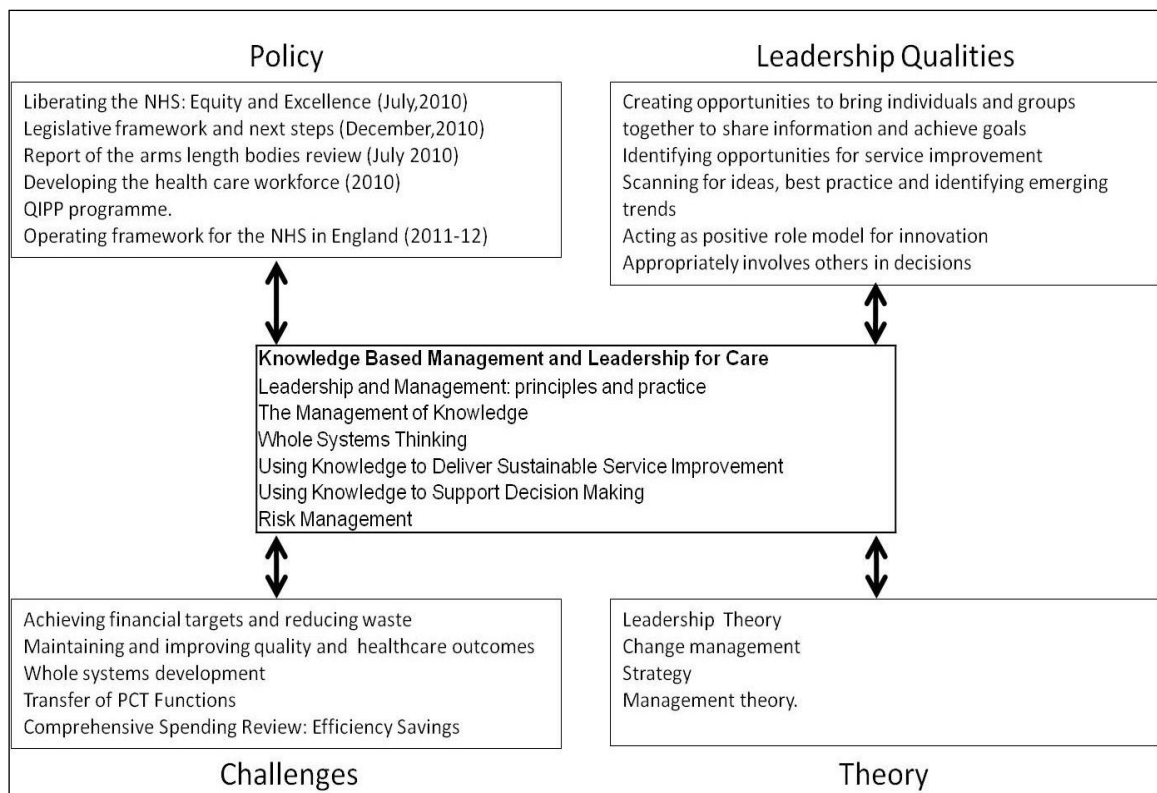 Policy
Liberating the NHS: Equity and Excellence (July,2010)
Legislative framework and next steps (December,2010)
Report of the arms length bodies review (July 2010)
Developing the health care workforce (2010)
QIPP programme.
Operating framework for the NHS in England (2011-12)
Leadership Qualities
Creating opportunities to bring individuals and groups
together to share information and achieve goals
Identifying opportunities for service improvement
Scanning for ideas, best practice and identifying emerging
trends
Acting as positive role model for innovation
Appropriately involves others in decisions
Knowledge Based Management and Leadership for Care
Leadership and Management: principles and practice
The Management of Knowledge
Whole Systems Thinking
Using Knowledge to Deliver Sustainable Service Improvement
Using Knowledge to Support Decision Making
Risk Management
Achieving financial targets and reducing waste
Maintaining and improving quality and healthcare outcomes
Whole systems development
Transfer of PCT Functions
Comprehensive Spending Review: Efficiency Savings
Challenges
Leadership Theory
Change management
Strategy
Management theory.
Theory